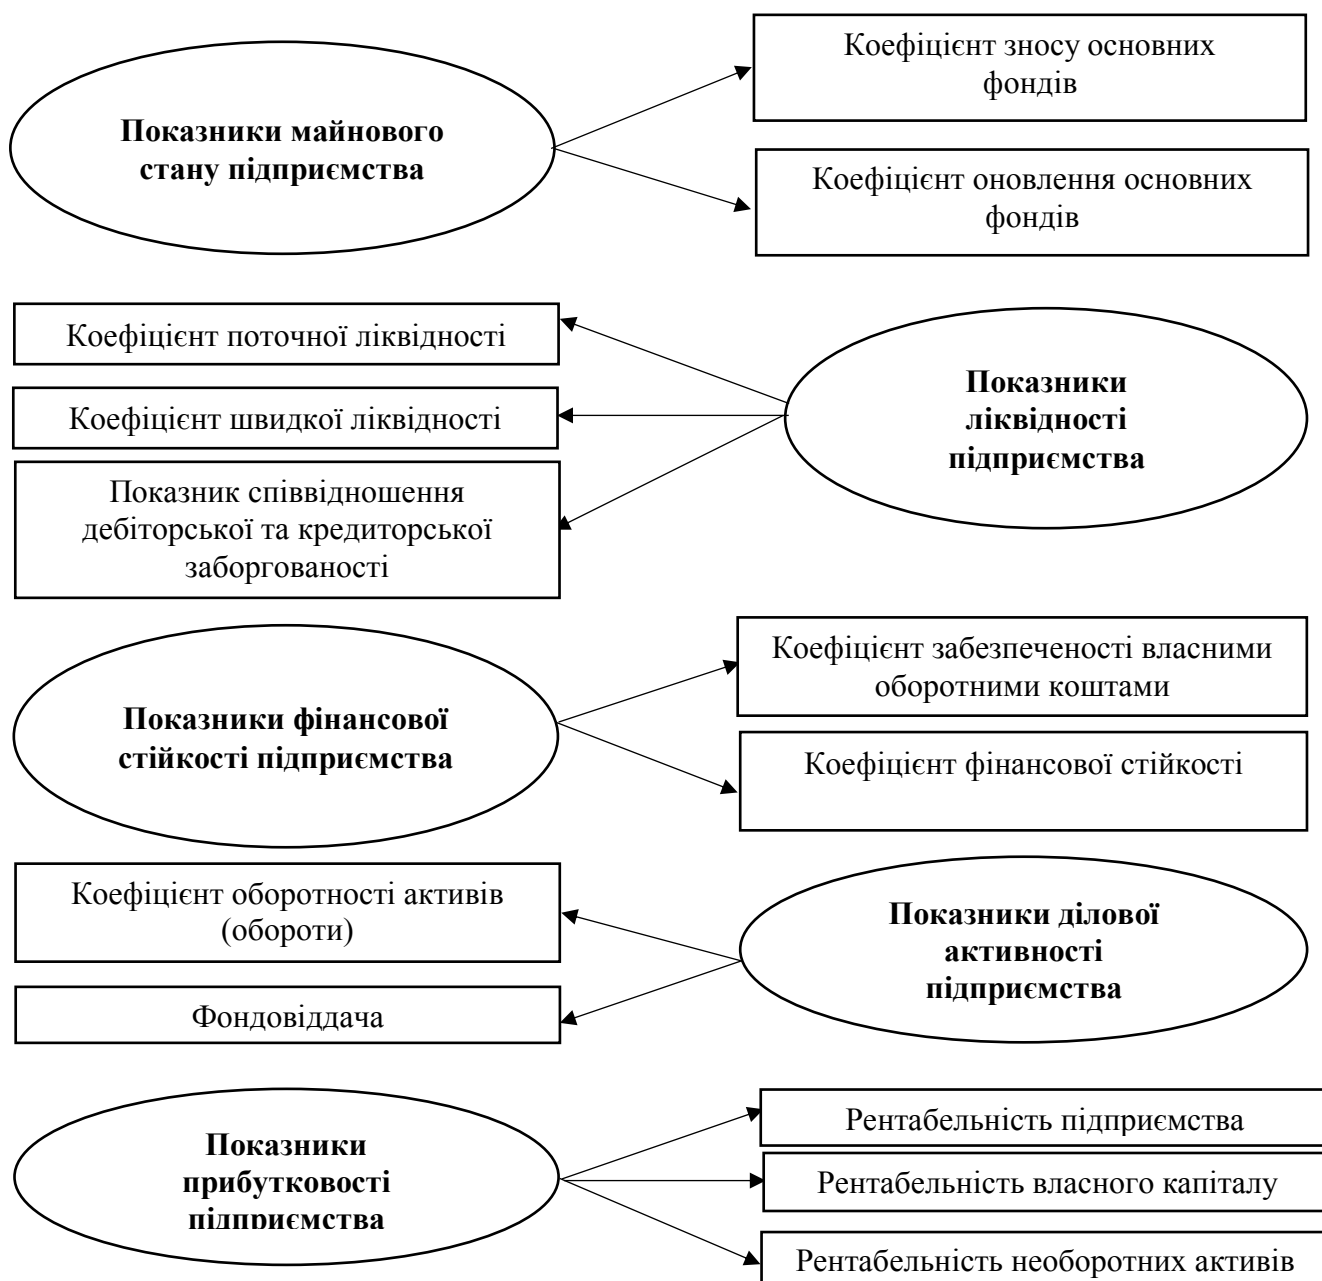 Показники майнового
стану підприємства
Коефіцієнт зносу основних
фондів
Коефіцієнт оновлення основних
фондів
Коефіцієнт поточної ліквідності
Коефіцієнт швидкої ліквідності
Показник співвідношення
дебіторської та кредиторської
заборгованості
Показники
ліквідності
підприємства
Показники фінансової
стійкості підприємства
Коефіцієнт забезпеченості власними
оборотними коштами
Коефіцієнт фінансової стійкості
Коефіцієнт оборотності активів
(обороти)
Фондовіддача
Показники ділової
активності
підприємства
Показники
прибутковості
підприємства
Рентабельність підприємства
Рентабельність власного капіталу
Рентабельність необоротних активів